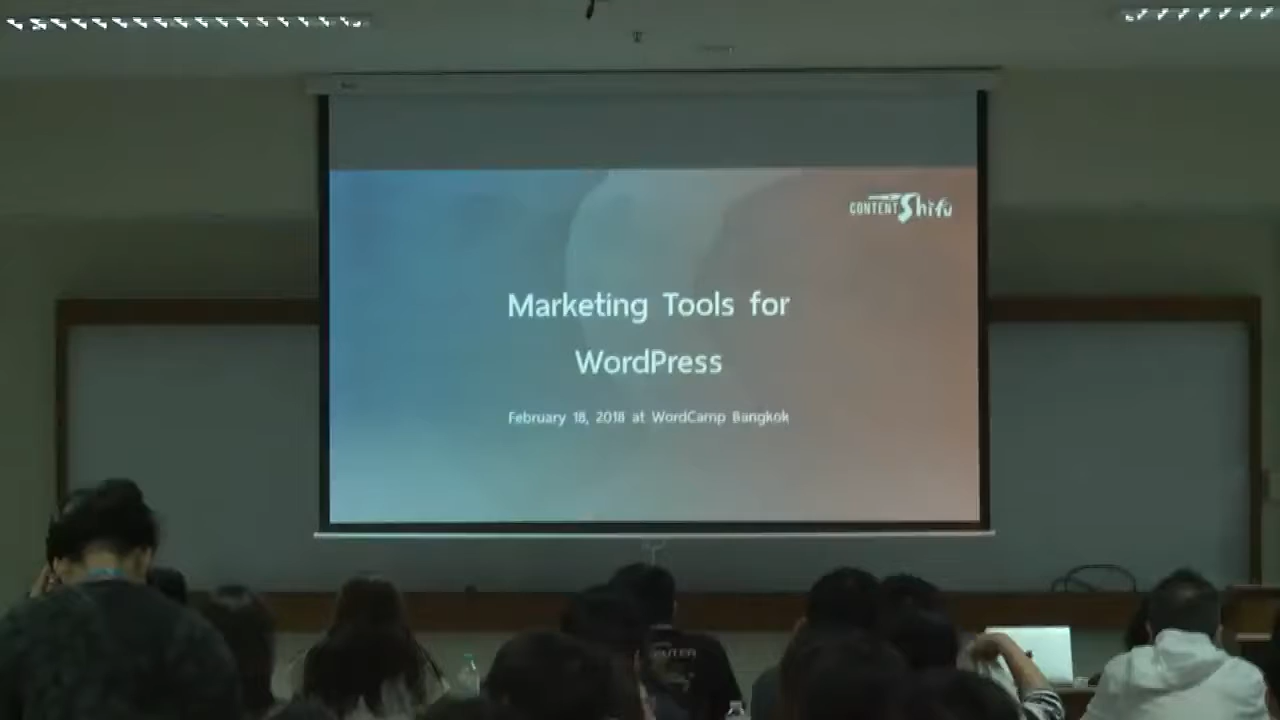 CONTENT Shifu
Marketing Tools for
WordPress
February 18, 2018 at WordCamp Bangkok